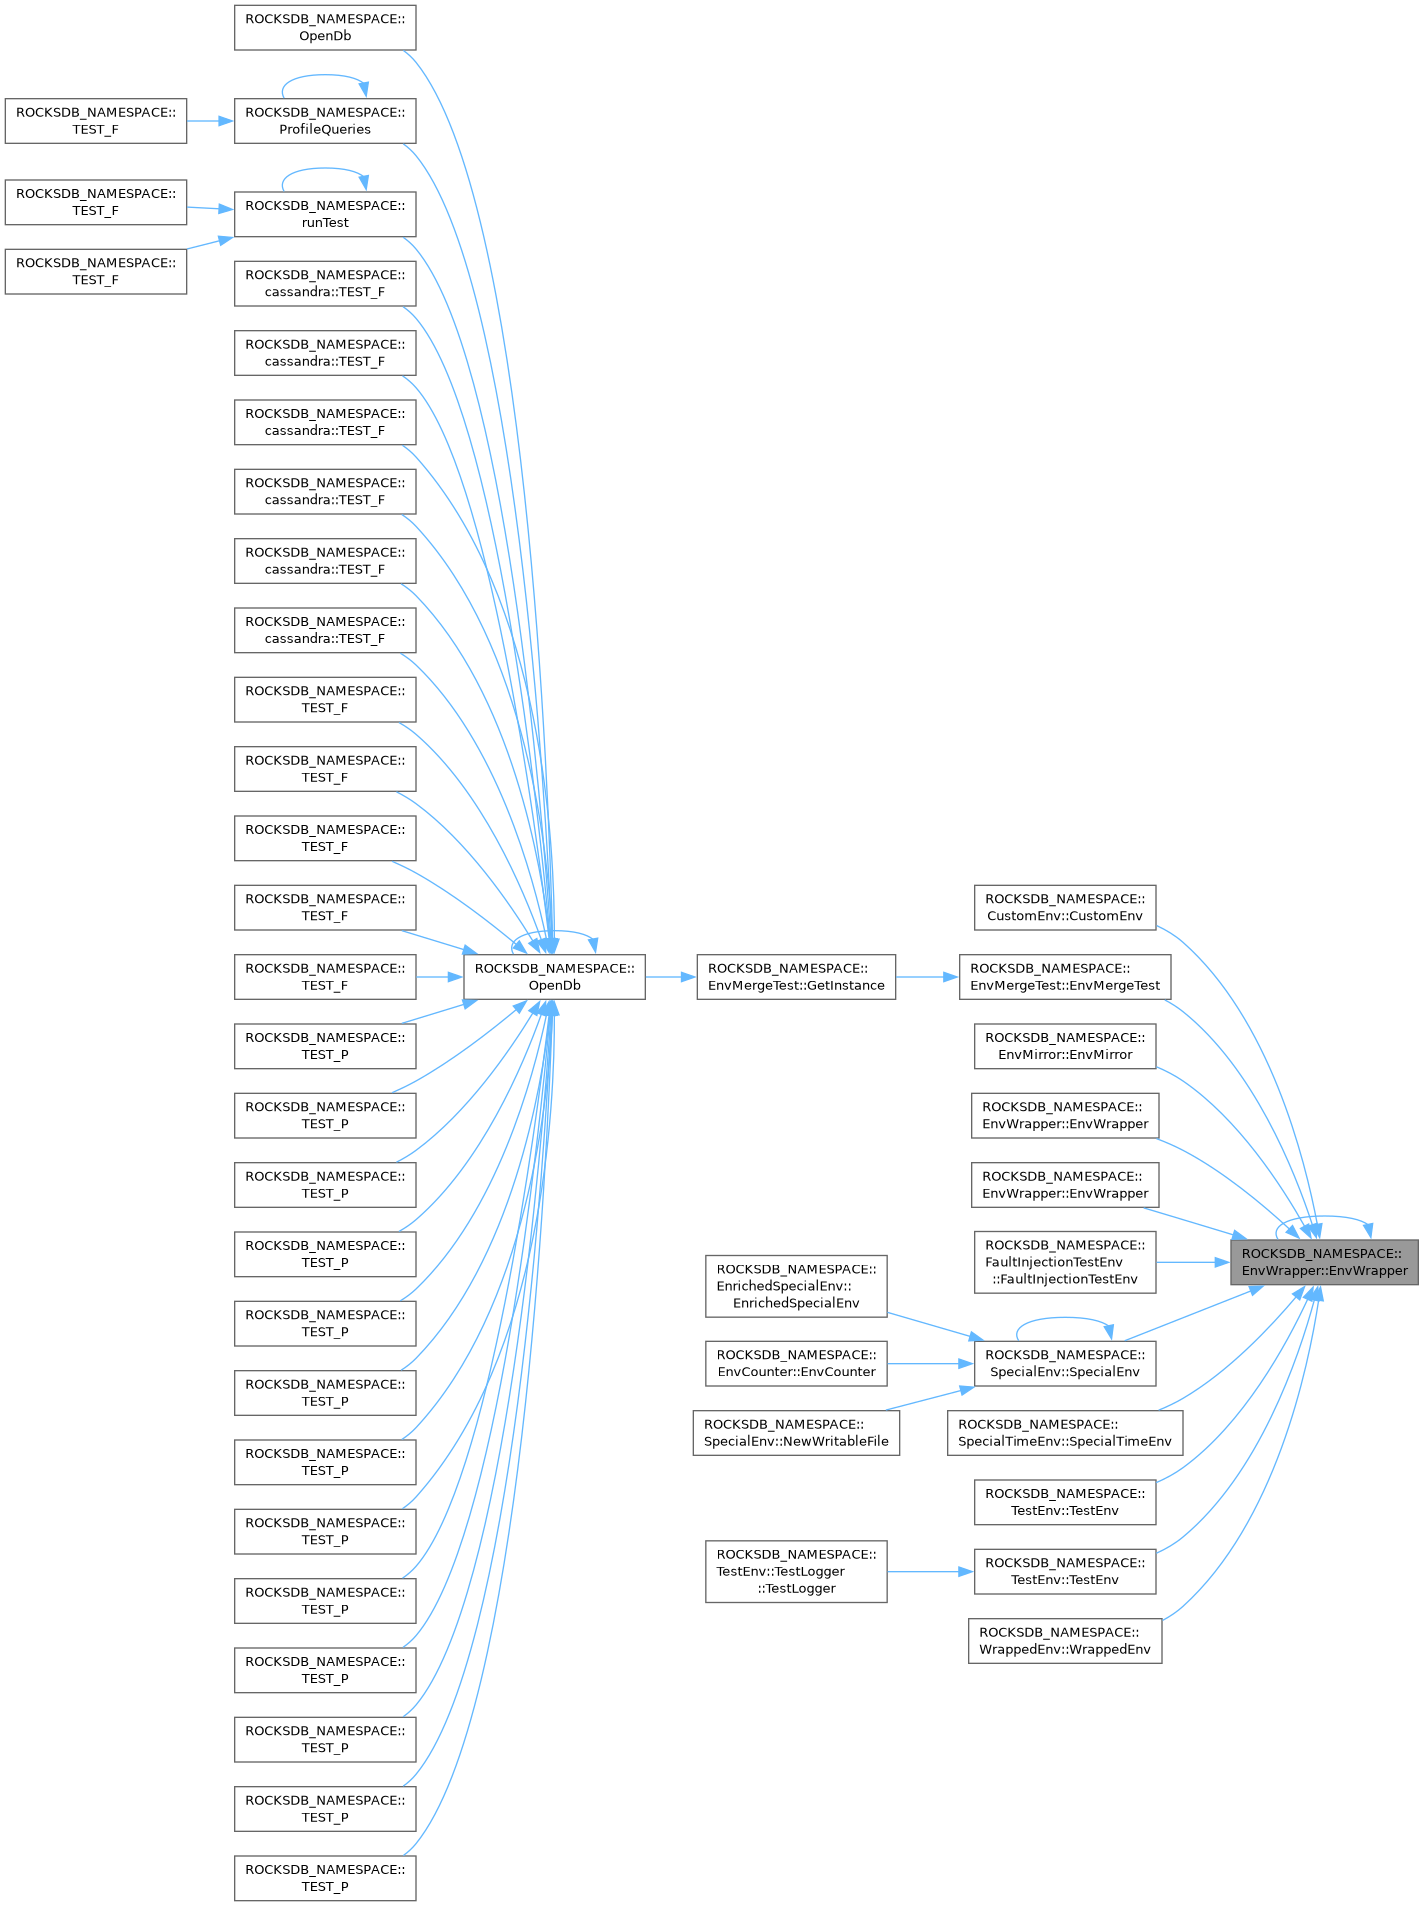 ROCKSDB_NAMESPACE::
OpenDb
ROCKSDB_NAMESPACE::
ProfileQueries
ROCKSDB_NAMESPACE::
TEST_F
ROCKSDB_NAMESPACE::
TEST_F
ROCKSDB_NAMESPACE::
runTest
ROCKSDB_NAMESPACE::
TEST_F
ROCKSDB_NAMESPACE::
cassandra::TEST_F
ROCKSDB_NAMESPACE::
cassandra::TEST_F
ROCKSDB_NAMESPACE::
cassandra::TEST_F
ROCKSDB_NAMESPACE::
cassandra::TEST_F
ROCKSDB_NAMESPACE::
cassandra::TEST_F
ROCKSDB_NAMESPACE::
cassandra::TEST_F
ROCKSDB_NAMESPACE::
TEST_F
ROCKSDB_NAMESPACE::
TEST_F
ROCKSDB_NAMESPACE::
TEST_F
ROCKSDB_NAMESPACE::
TEST_F
ROCKSDB_NAMESPACE::
TEST_F
ROCKSDB_NAMESPACE::
TEST_P
ROCKSDB_NAMESPACE::
TEST_P
ROCKSDB_NAMESPACE::
TEST_P
ROCKSDB_NAMESPACE::
TEST_P
ROCKSDB_NAMESPACE::
TEST_P
ROCKSDB_NAMESPACE::
TEST_P
ROCKSDB_NAMESPACE::
TEST_P
ROCKSDB_NAMESPACE::
TEST_P
ROCKSDB_NAMESPACE::
TEST_P
ROCKSDB_NAMESPACE::
TEST_P
ROCKSDB_NAMESPACE::
TEST_P
ROCKSDB_NAMESPACE::
TEST_P
ROCKSDB_NAMESPACE::
TEST_P
ROCKSDB_NAMESPACE::
OpenDb
ROCKSDB_NAMESPACE::
EnvMergeTest::GetInstance
ROCKSDB_NAMESPACE::
CustomEnv::CustomEnv
ROCKSDB_NAMESPACE::
EnvMergeTest::EnvMergeTest
ROCKSDB_NAMESPACE::
EnvMirror::EnvMirror
ROCKSDB_NAMESPACE::
EnvWrapper::EnvWrapper
ROCKSDB_NAMESPACE::
EnvWrapper::EnvWrapper
ROCKSDB_NAMESPACE::
FaultInjectionTestEnv
::FaultInjectionTestEnv
ROCKSDB_NAMESPACE::
EnvWrapper::EnvWrapper
ROCKSDB_NAMESPACE::
EnrichedSpecialEnv::
EnrichedSpecialEnv
ROCKSDB_NAMESPACE::
EnvCounter::EnvCounter
ROCKSDB_NAMESPACE::
SpecialEnv::SpecialEnv
ROCKSDB_NAMESPACE::
SpecialEnv::NewWritableFile
ROCKSDB_NAMESPACE::
SpecialTimeEnv::SpecialTimeEnv
ROCKSDB_NAMESPACE::
TestEnv::TestEnv
ROCKSDB_NAMESPACE::
TestEnv::TestLogger
::TestLogger
ROCKSDB_NAMESPACE::
TestEnv::TestEnv
ROCKSDB_NAMESPACE::
WrappedEnv::WrappedEnv